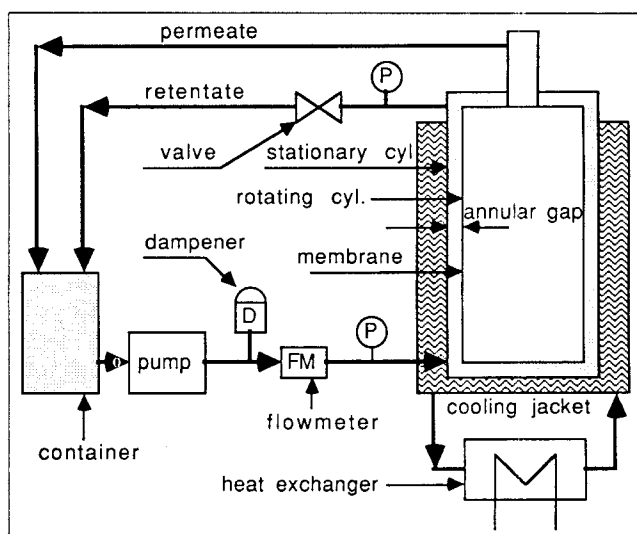 permeate
P
retentate
valve
stationary cyl
rotating cyl.
annular gap
dampener
membrane
D
P
pump
FM
cooling jacket
flowmeter
container
heat exchanger